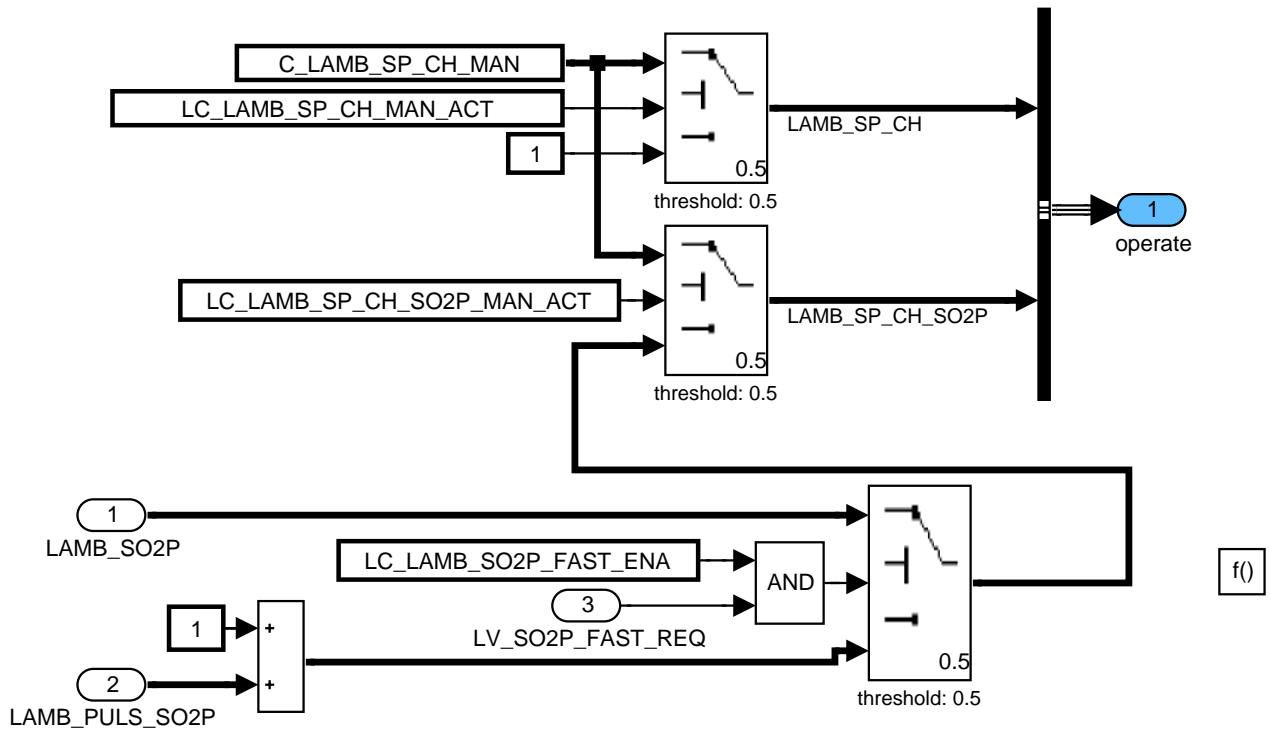 C_LAMB_SP_CH_MAN
LC_LAMB_SP_CH_MAN_ACT
1
0.5
threshold: 0.5
LAMB_SP_CH
1
operate
LC_LAMB_SP_CH_SO2P_MAN_ACT
0.5
threshold: 0.5
LAMB_SP_CH_SO2P
1
LAMB_SO2P
LC_LAMB_SO2P_FAST_ENA
AND
3
LV_SO2P_FAST_REQ
0.5
threshold: 0.5
f()
1
+
+
2
LAMB_PULS_SO2P